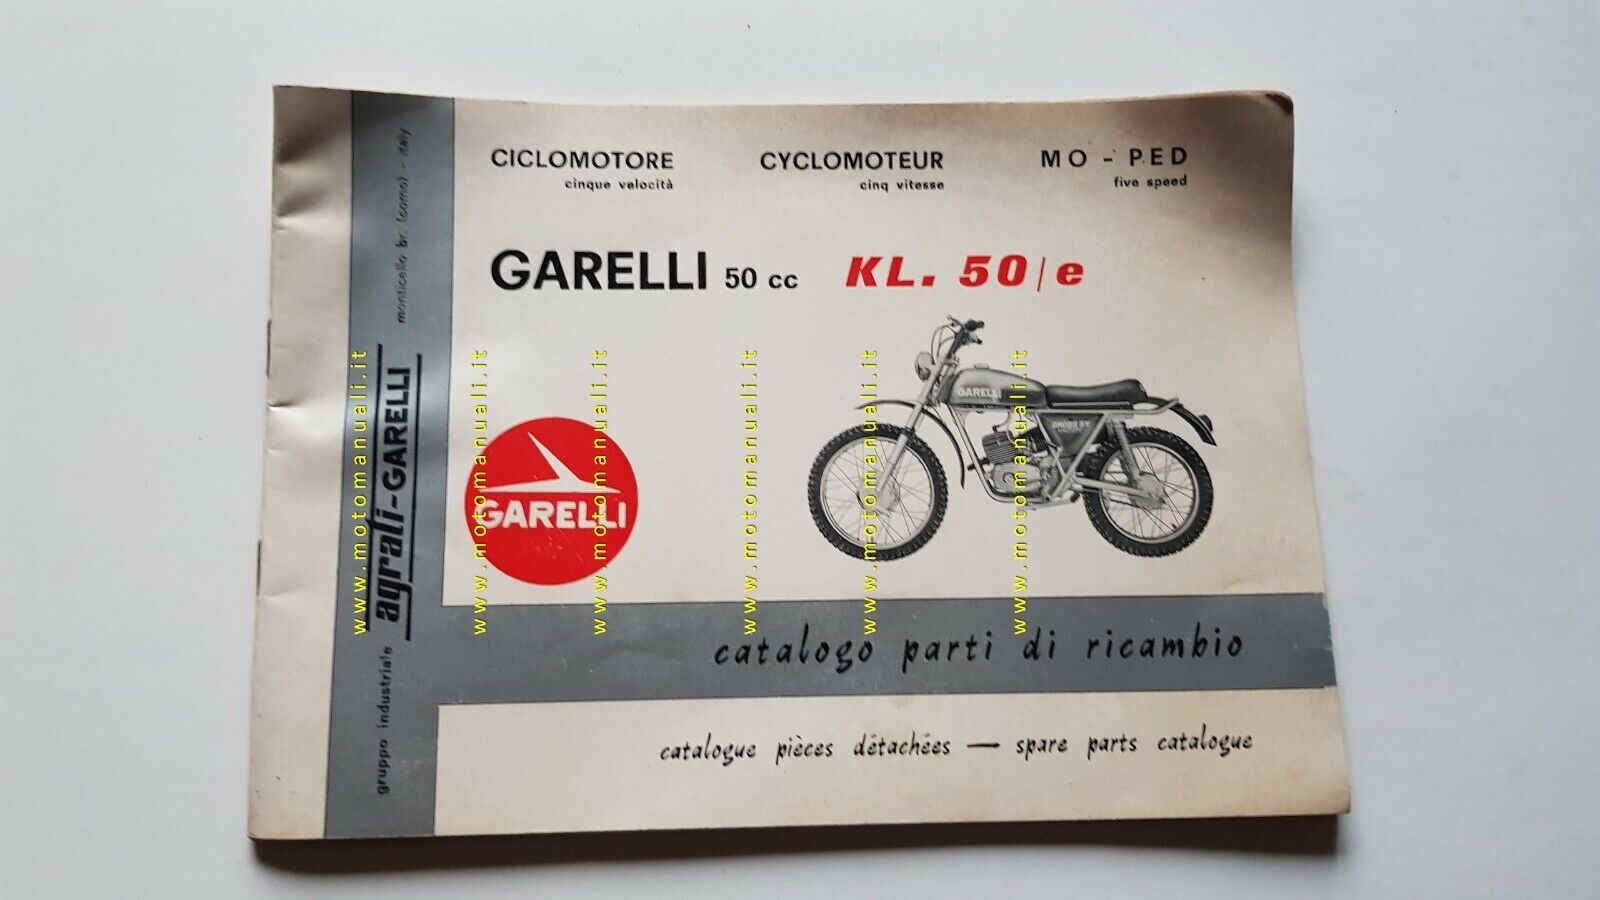 CICLOMOTORE
cinque velocità
CYCLOMOTEUR
cinq vitesse
MO - PED
five speed
GARELLI 50 cc KL. 50/e
GARELLI
GARELLI
catalogo parti di ricambio
catalogue pièces détachées — spare parts catalogue
gruppo industriale agrati-GARELLI monticello br. (como) - italy
www.motomanuali.it
www.motomanuali.it
www.motomanuali.it
www.motomanuali.it
www.motomanuali.it
www.motomanuali.it